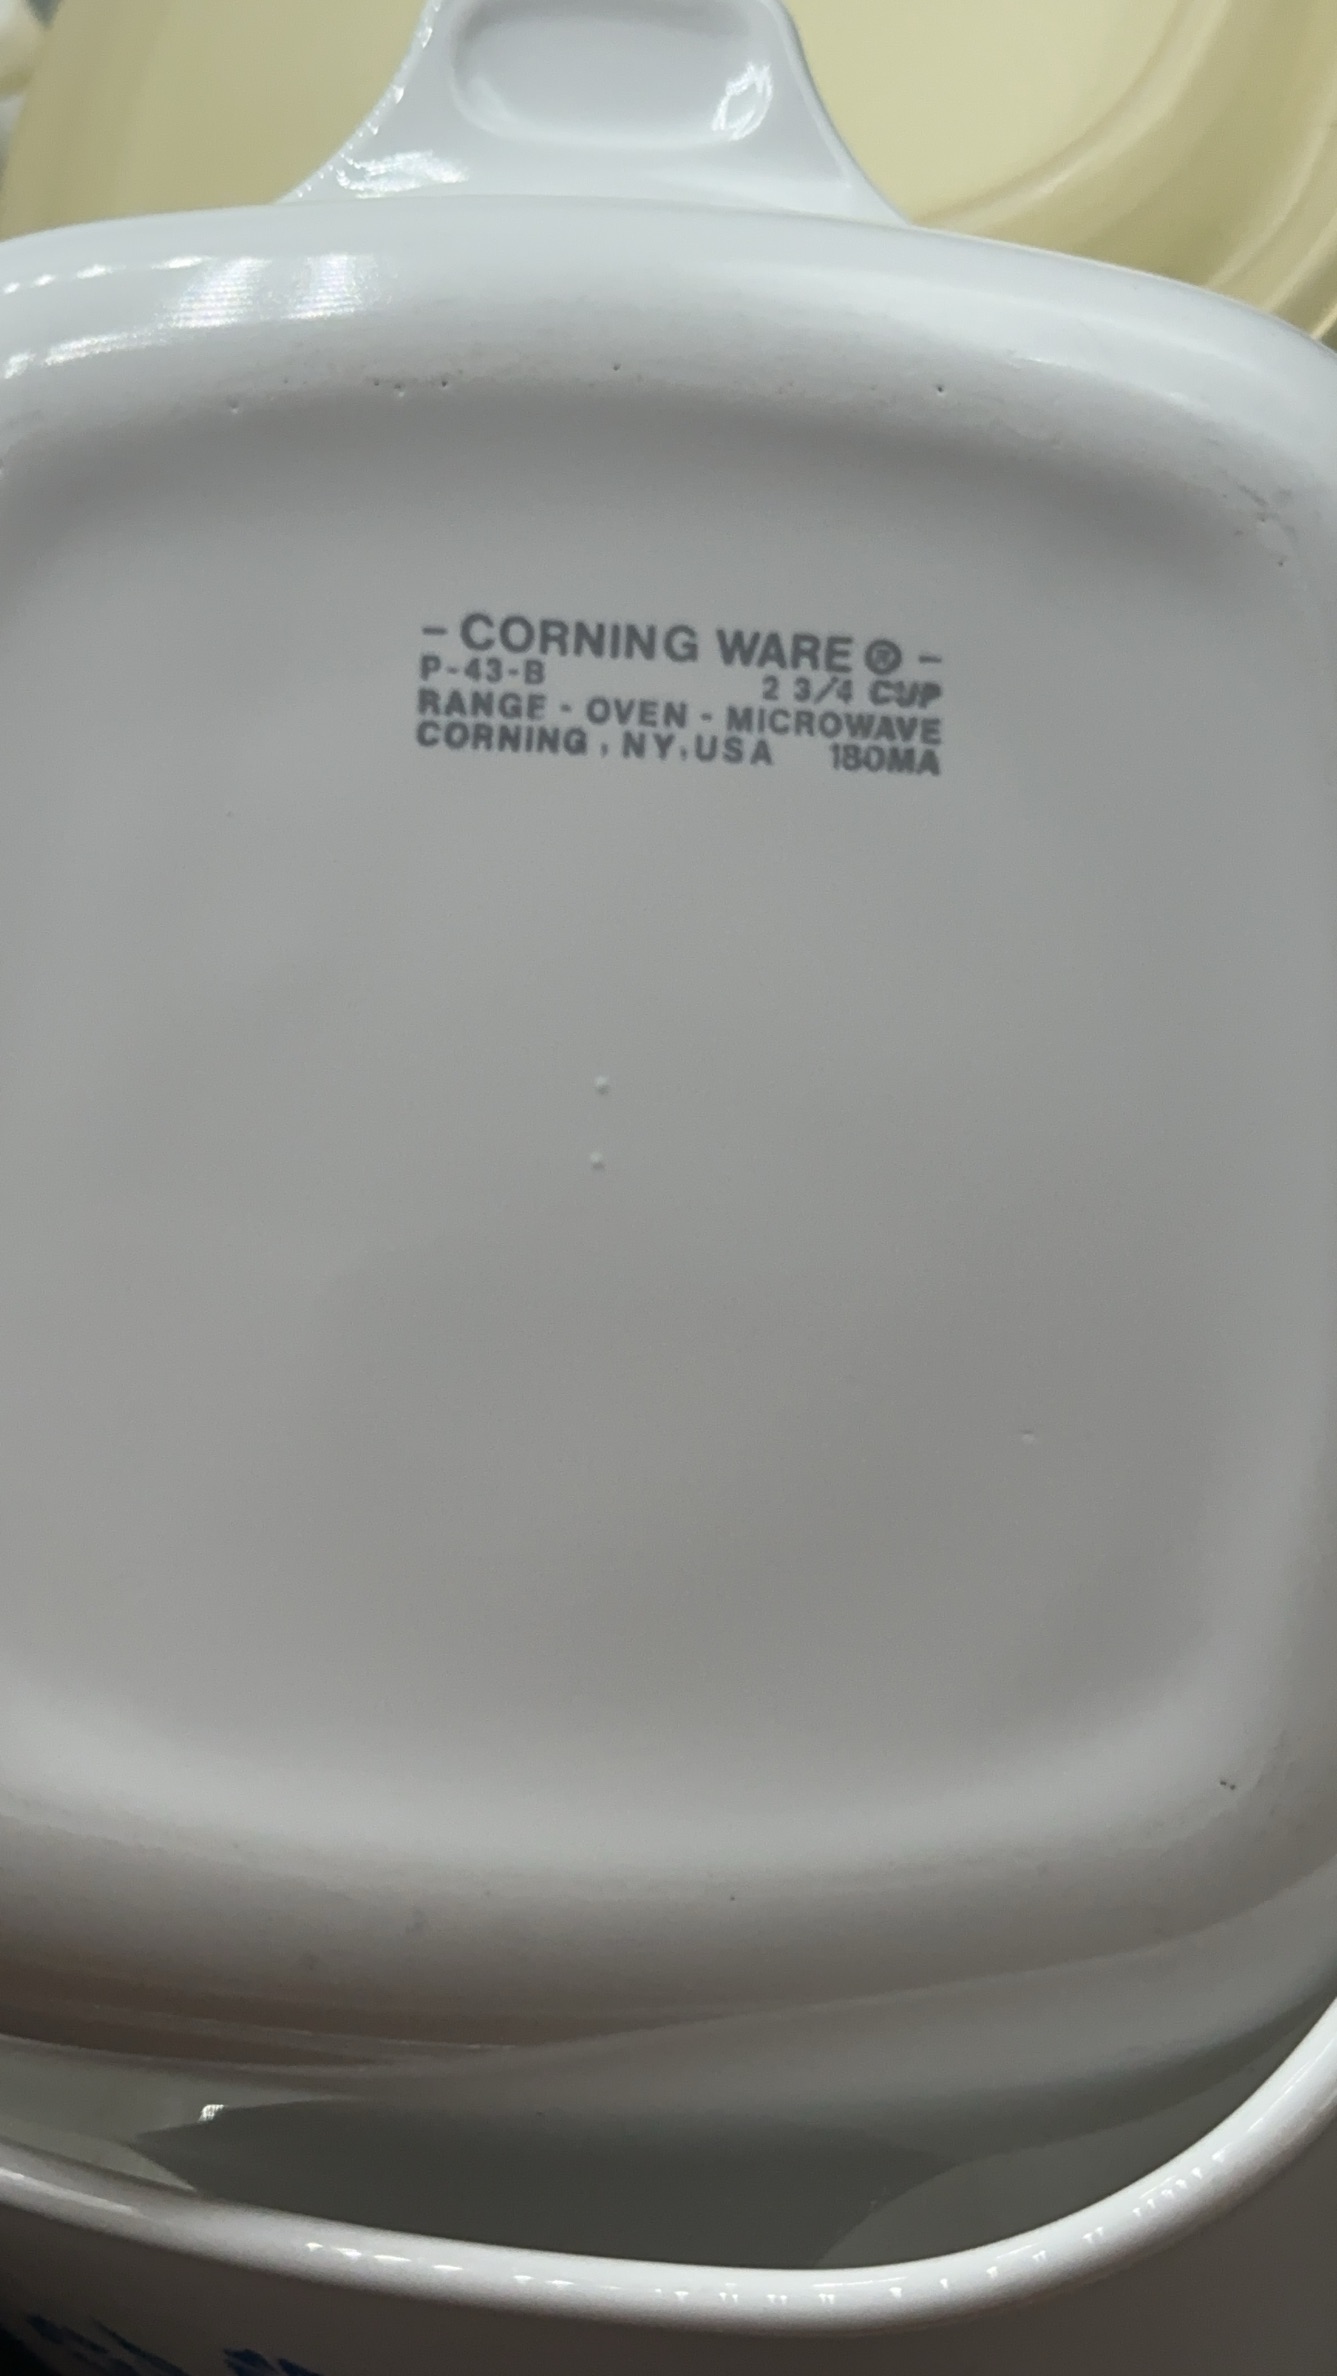 - CORNING WARE ® -
P-43-B 2 3/4 CUP
RANGE - OVEN - MICROWAVE
CORNING , NY, USA 180MA